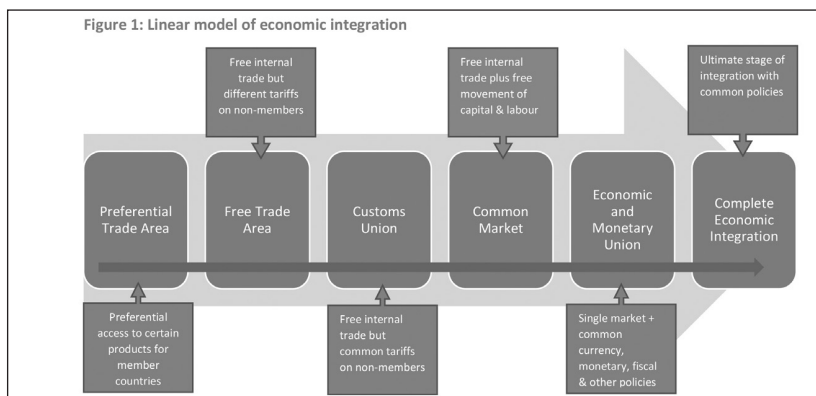 Figure 1: Linear model of economic integration
Free internal
trade but
different tariffs
on non-members
Free internal
trade plus free
movement of
capital & labour
Ultimate stage of
integration with
common policies
Preferential
Trade Area
Free Trade
Area
Customs
Union
Common
Market
Economic
and
Monetary
Union
Complete
Economic
Integration
Preferential
access to certain
products for
member
countries
Free internal
trade but
common tariffs
on non-members
Single market +
common
currency,
monetary, fiscal
& other policies